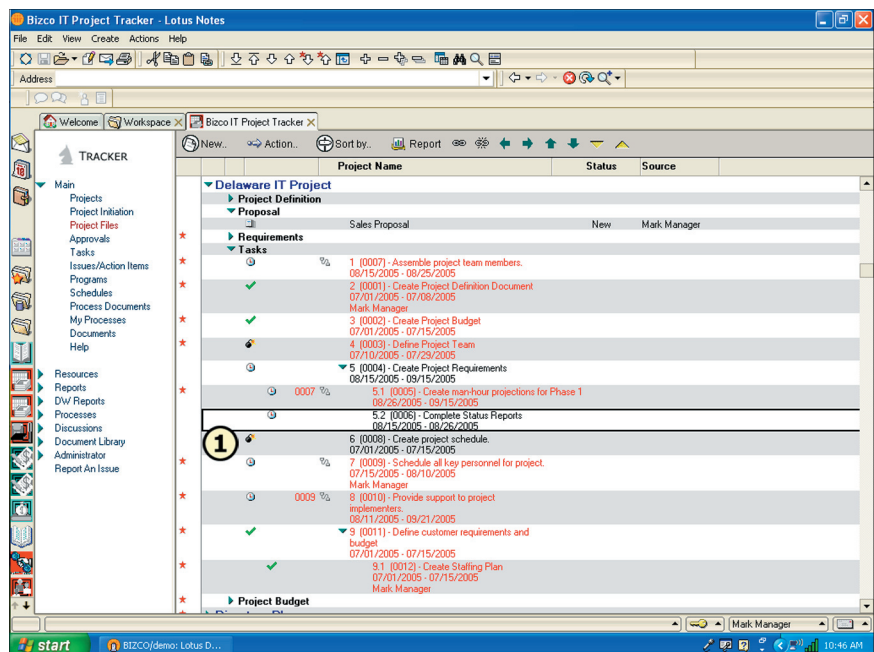 Bizco IT Project Tracker - Lotus Notes
File Edit View Create Actions Help
Address
Welcome Workspace Bizco IT Project Tracker
18
TRACKER
New.. Action.. Sort by.. Report
Project Name Status Source
Main
Projects
Project Initiation
Project Files
Approvals
Tasks
Issues/Action Items
Programs
Schedules
Process Documents
My Processes
Documents
Help
Resources
Reports
DW Reports
Processes
Discussions
Document Library
Administrator
Report An Issue
Delaware IT Project
Project Definition
Proposal
Sales Proposal New Mark Manager
Requirements
Tasks
1 (0007) - Assemble project team members.
08/15/2005 - 08/25/2005
2 (0001) - Create Project Definition Document
07/01/2005 - 07/08/2005
Mark Manager
3 (0002) - Create Project Budget
07/01/2005 - 07/15/2005
4 (0003) - Define Project Team
07/10/2005 - 07/29/2005
5 (0004) - Create Project Requirements
08/15/2005 - 09/15/2005
0007 5.1 (0005) - Create man-hour projections for Phase 1
08/26/2005 - 09/15/2005
5.2 (0006) - Complete Status Reports
08/15/2005 - 08/26/2005
1
6 (0008) - Create project schedule.
07/01/2005 - 07/15/2005
7 (0009) - Schedule all key personnel for project.
07/15/2005 - 08/10/2005
Mark Manager
0009 8 (0010) - Provide support to project
implementers.
08/11/2005 - 09/21/2005
9 (0011) - Define customer requirements and
budget
07/01/2005 - 07/15/2005
9.1 (0012) - Create Staffing Plan
07/01/2005 - 07/15/2005
Mark Manager
Project Budget
Mark Manager
start BIZCO/demo: Lotus D... 10:46 AM